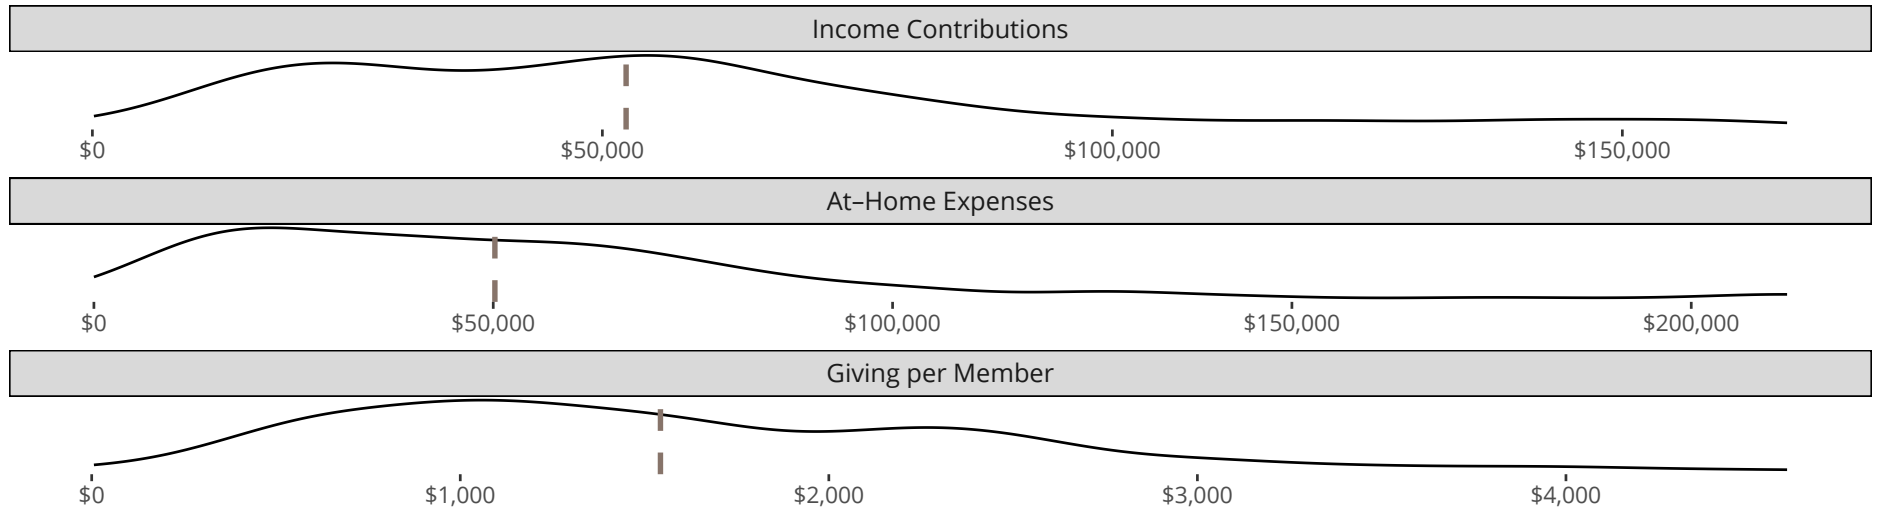 Income Contributions
$0 $50,000 $100,000 $150,000
At–Home Expenses
$0 $50,000 $100,000 $150,000 $200,000
Giving per Member
$0 $1,000 $2,000 $3,000 $4,000